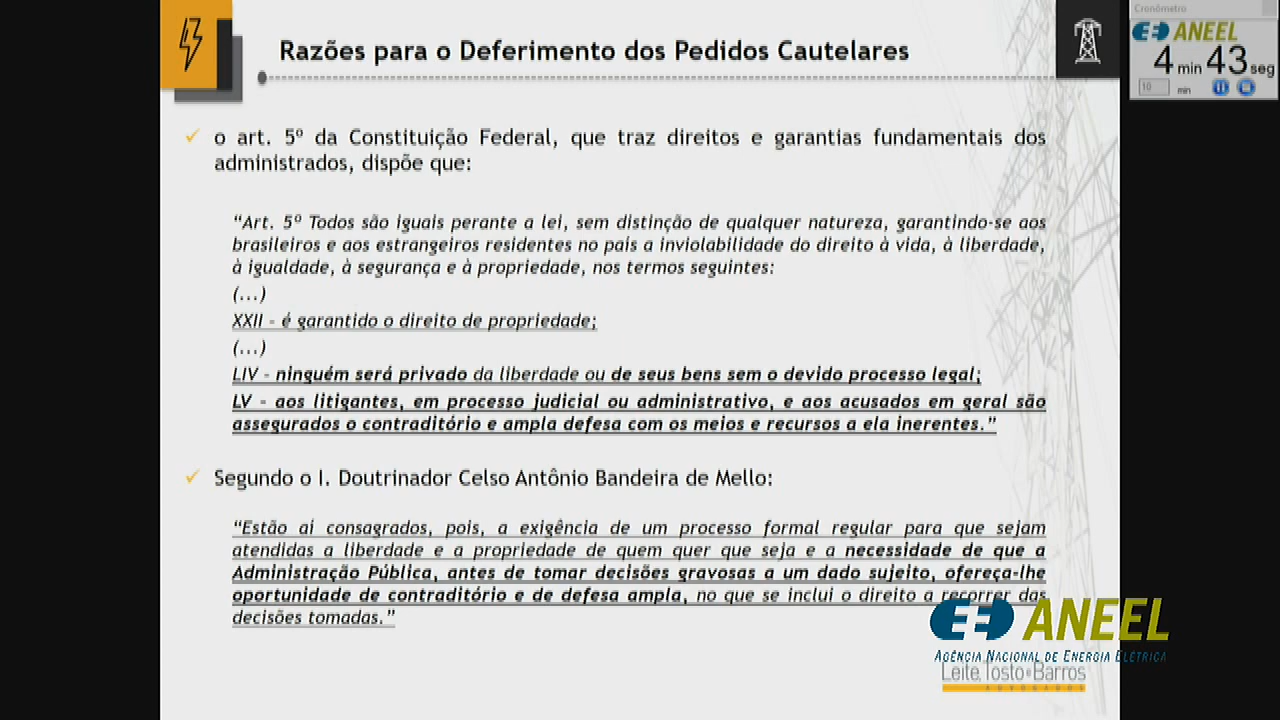 Razões para o Deferimento dos Pedidos Cautelares
Cronômetro
ANEEL
4 min 43 seg
10 min
✓ o art. 5º da Constituição Federal, que traz direitos e garantias fundamentais dos
administrados, dispõe que:
“Art. 5º Todos são iguais perante a lei, sem distinção de qualquer natureza, garantindo-se aos
brasileiros e aos estrangeiros residentes no país a inviolabilidade do direito à vida, à liberdade,
à igualdade, à segurança e à propriedade, nos termos seguintes:
(...)
XXII - é garantido o direito de propriedade;
(...)
LIV - ninguém será privado da liberdade ou de seus bens sem o devido processo legal;
LV - aos litigantes, em processo judicial ou administrativo, e aos acusados em geral são
assegurados o contraditório e ampla defesa com os meios e recursos a ela inerentes.”
✓ Segundo o I. Doutrinador Celso Antônio Bandeira de Mello:
“Estão aí consagrados, pois, a exigência de um processo formal regular para que sejam
atendidas a liberdade e a propriedade de quem quer que seja e a necessidade de que a
Administração Pública, antes de tomar decisões gravosas a um dado sujeito, ofereça-lhe
oportunidade de contraditório e de defesa ampla, no que se inclui o direito a recorrer das
decisões tomadas.”
ANEEL
AGÊNCIA NACIONAL DE ENERGIA ELÉTRICA
Leite, Tosto e Barros
ADVOGADOS